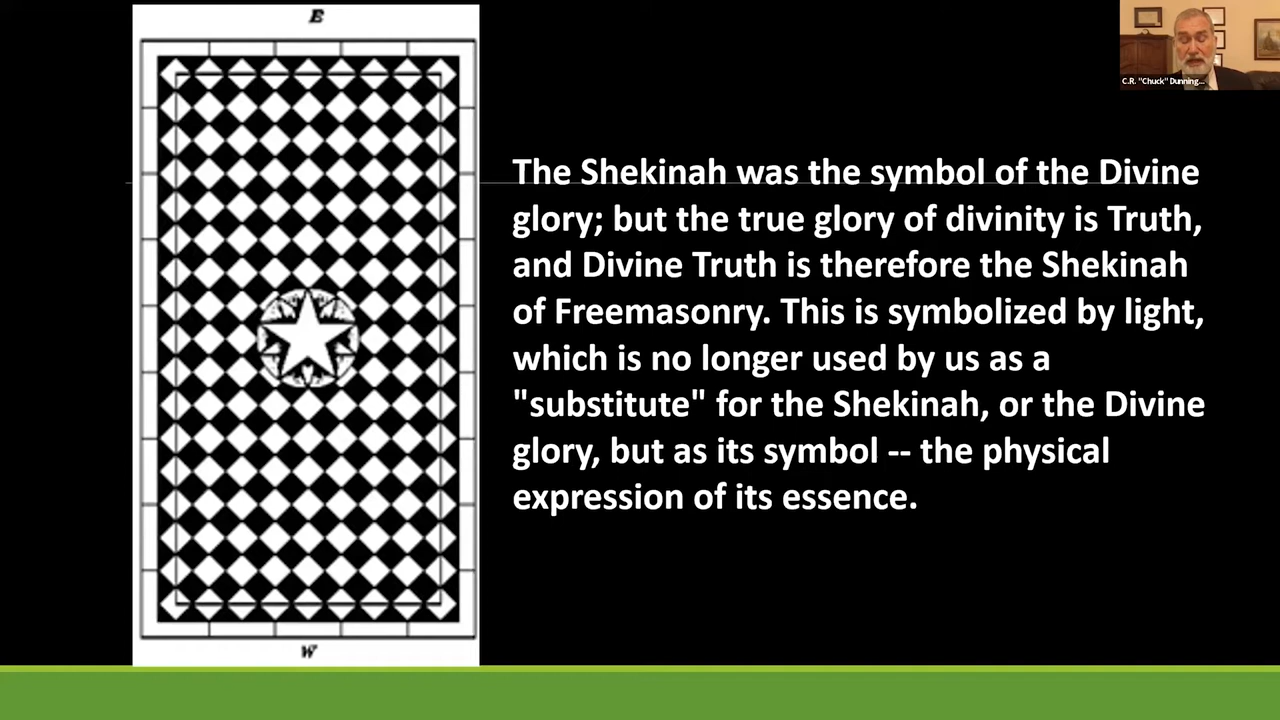 E
C.R. "Chuck" Dunning...
The Shekinah was the symbol of the Divine
glory; but the true glory of divinity is Truth,
and Divine Truth is therefore the Shekinah
of Freemasonry. This is symbolized by light,
which is no longer used by us as a
"substitute" for the Shekinah, or the Divine
glory, but as its symbol -- the physical
expression of its essence.
W